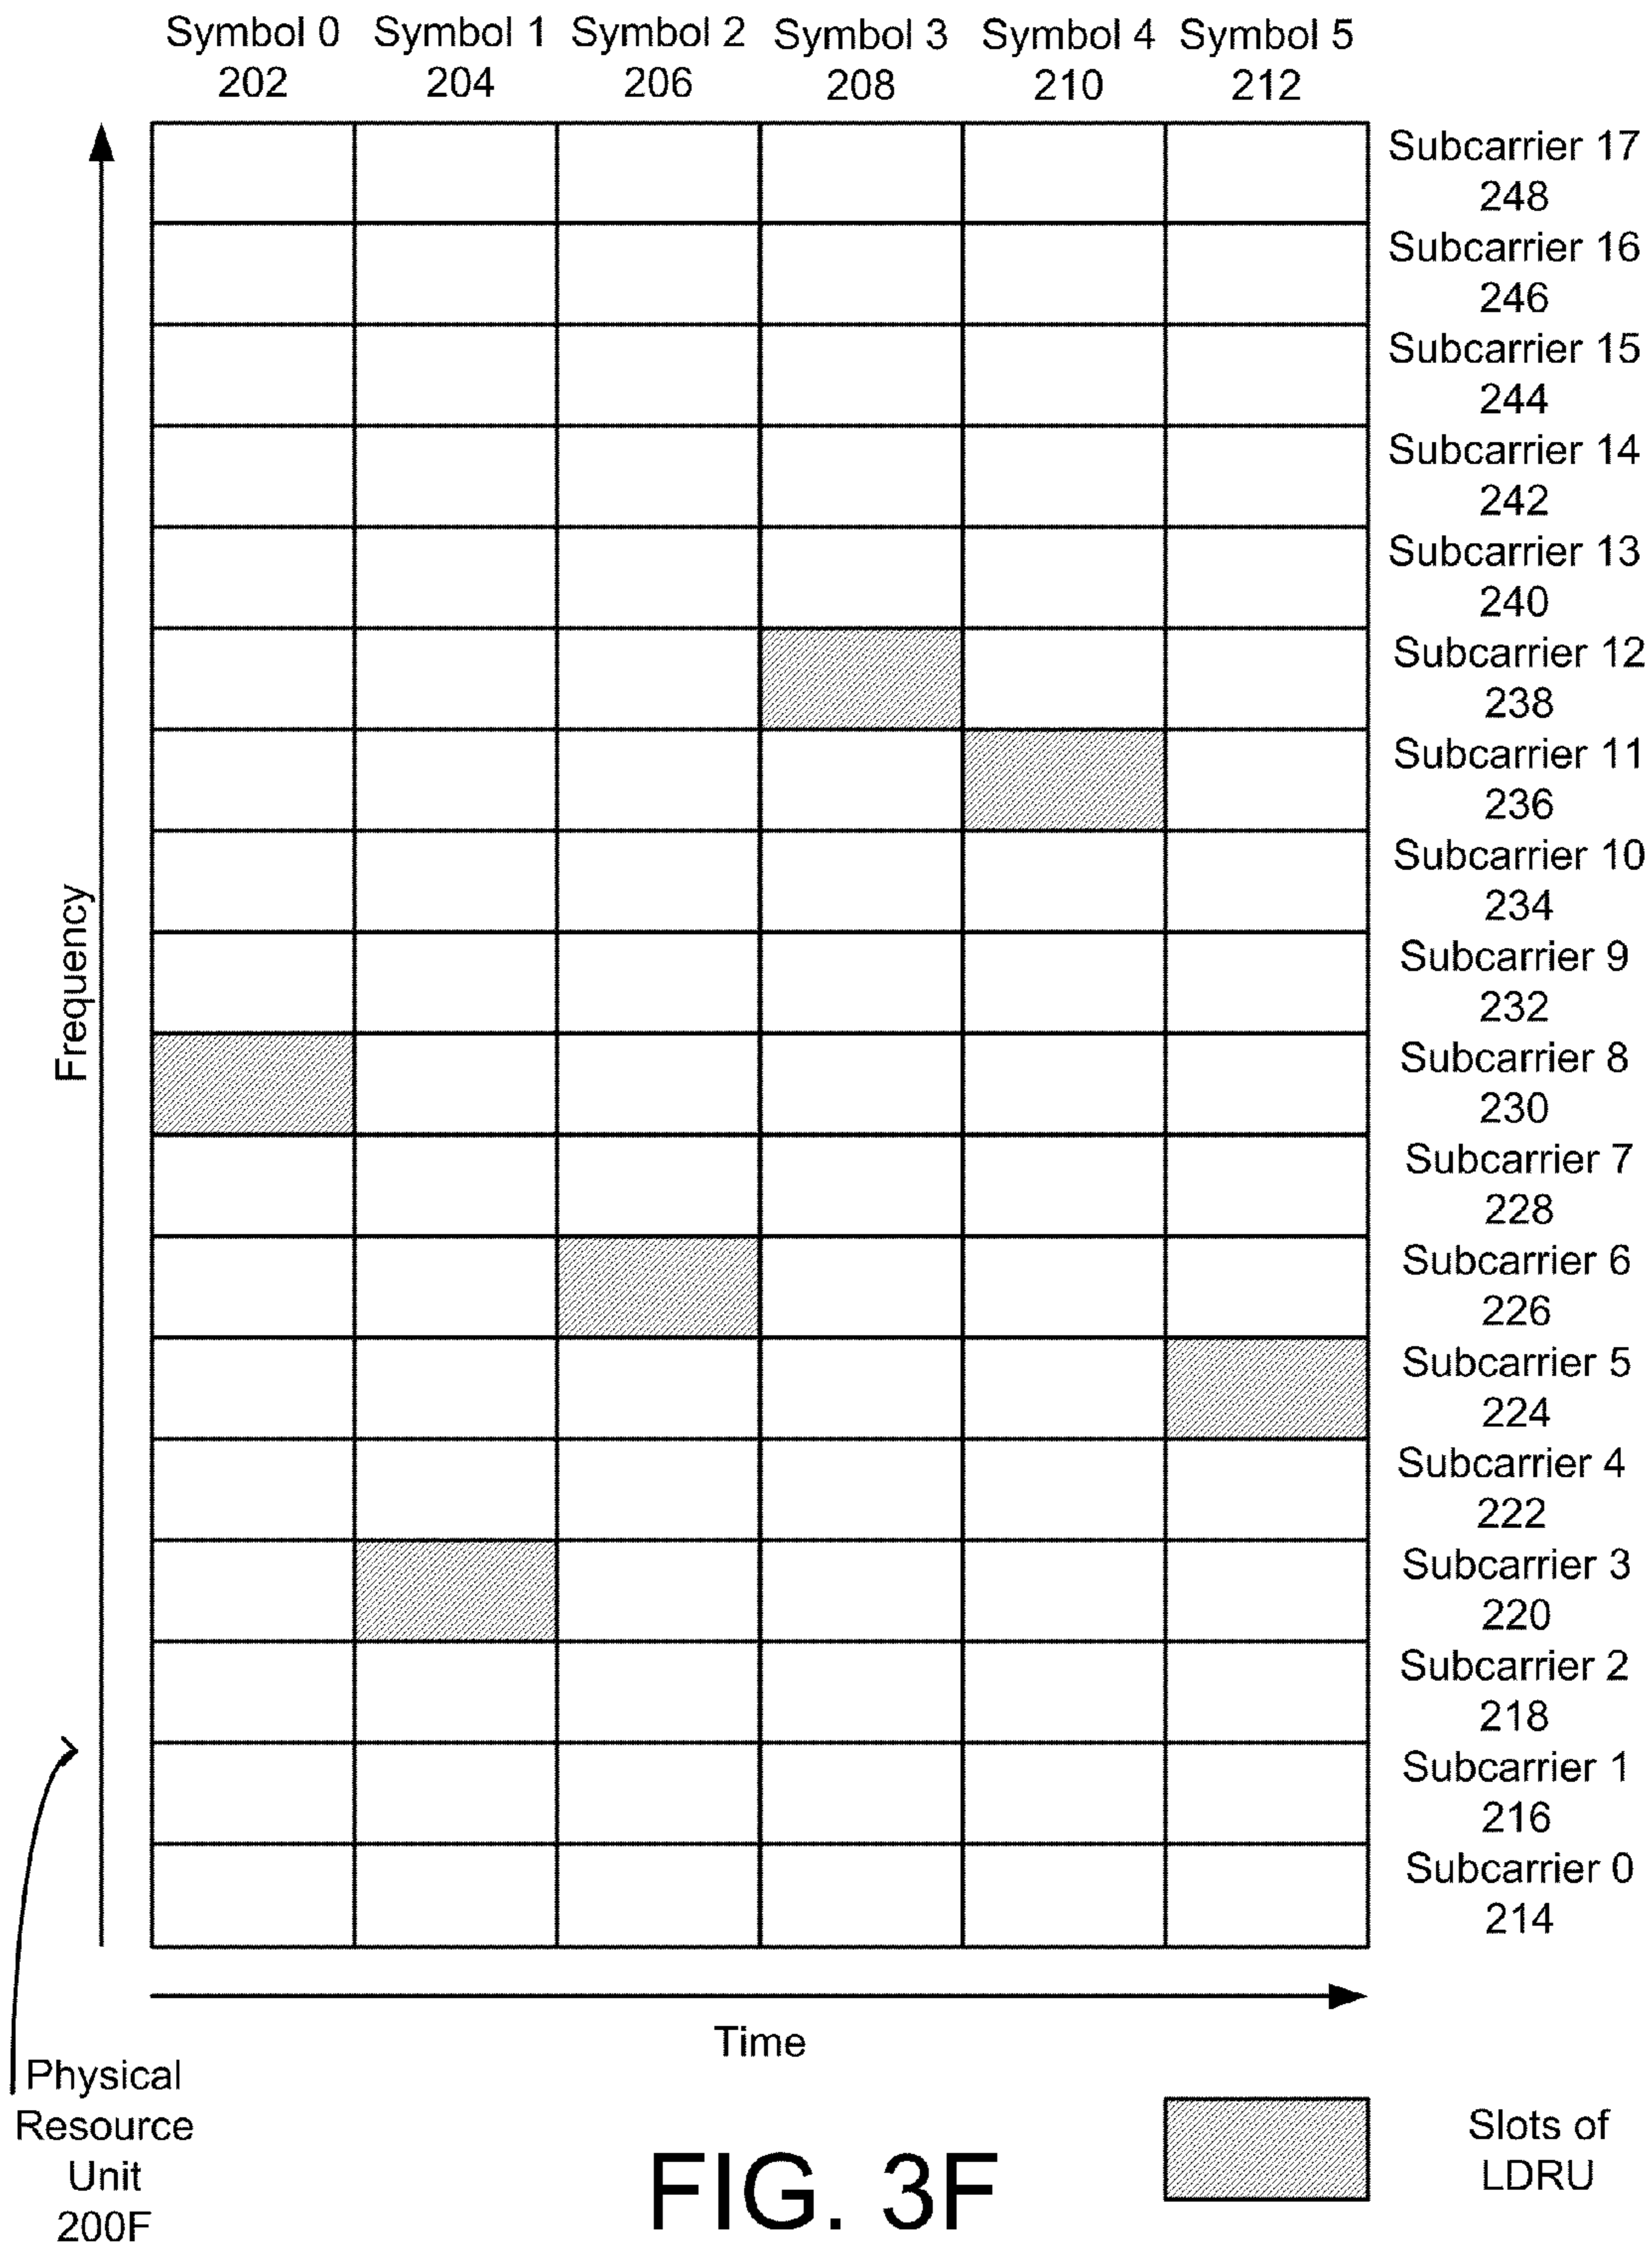 Symbol 0 Symbol 1 Symbol 2 Symbol 3 Symbol 4 Symbol 5
202 204 206 208 210 212
Subcarrier 17
248
Subcarrier 16
246
Subcarrier 15
244
Subcarrier 14
242
Subcarrier 13
240
Subcarrier 12
238
Subcarrier 11
236
Subcarrier 10
234
Subcarrier 9
232
Subcarrier 8
230
Subcarrier 7
228
Subcarrier 6
226
Subcarrier 5
224
Subcarrier 4
222
Subcarrier 3
220
Subcarrier 2
218
Subcarrier 1
216
Subcarrier 0
214
Frequency
Time
Physical
Resource
Unit
200F
FIG. 3F
Slots of
LDRU